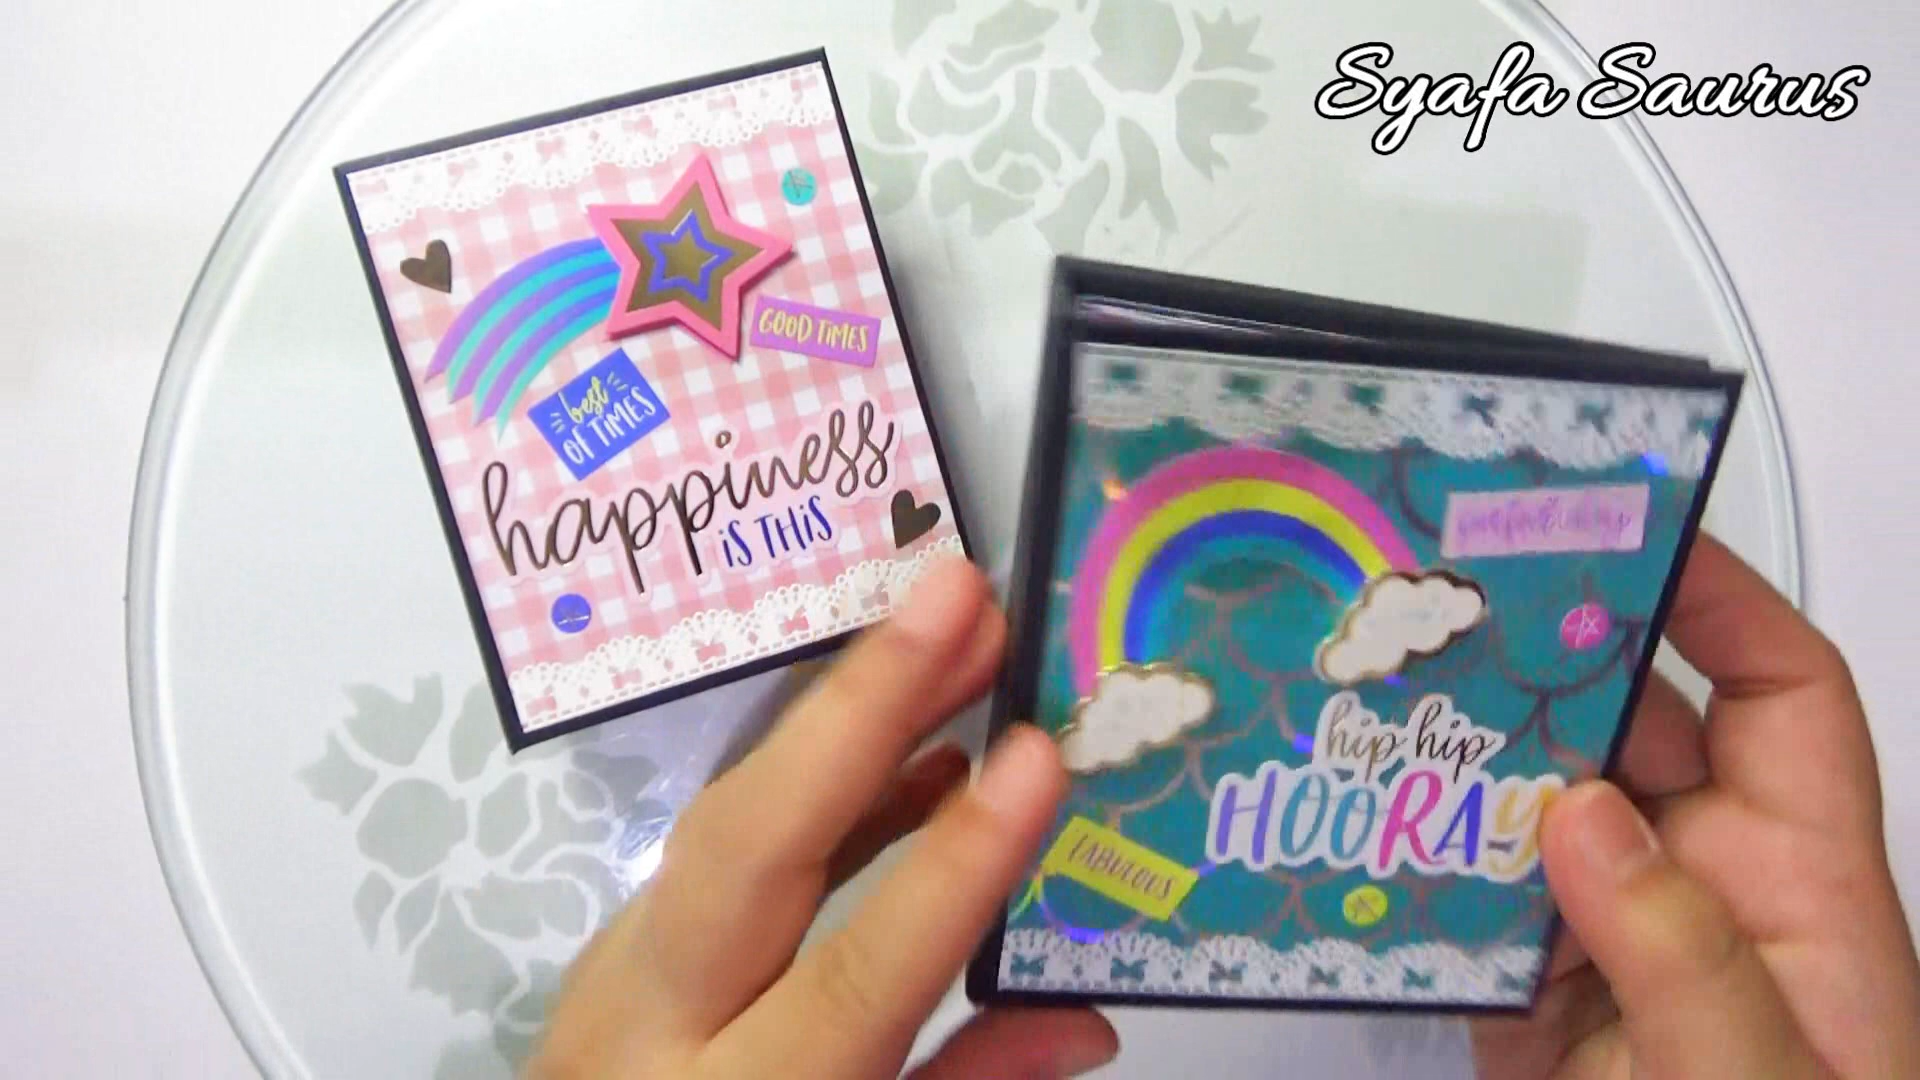 Syafa Saurus
GOOD TIMES
best
OF TIMES
happiness
iS THiS
hip hip
HOORAY
FABULOUS